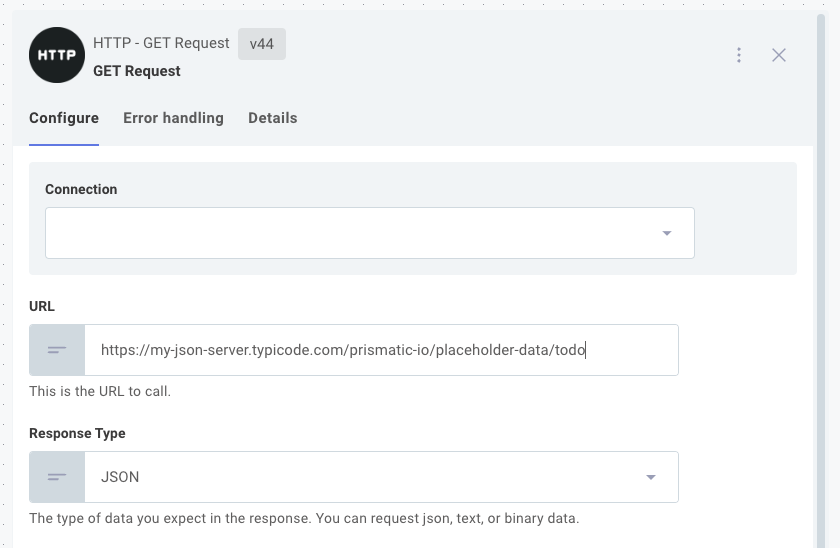 HTTP
HTTP - GET Request v44
GET Request
Configure Error handling Details
Connection
URL
https://my-json-server.typicode.com/prismatic-io/placeholder-data/todo
This is the URL to call.
Response Type
JSON
The type of data you expect in the response. You can request json, text, or binary data.